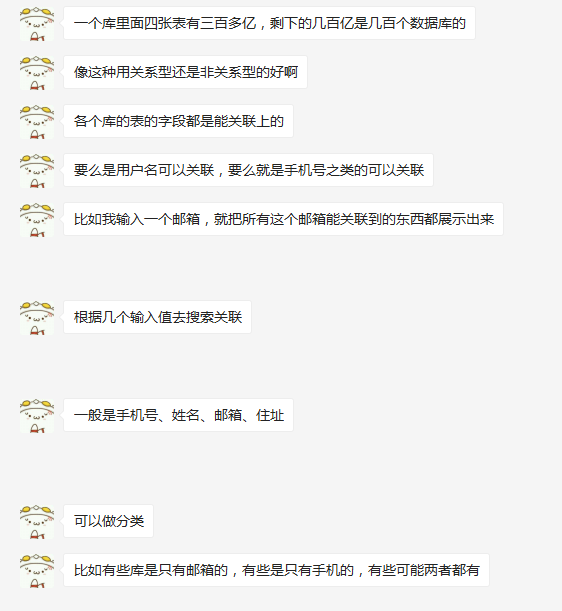 一个库里面四张表有三百多亿，剩下的几百亿是几百个数据库的
像这种用关系型还是非关系型的好啊
各个库的表的字段都是能关联上的
要么是用户名可以关联，要么就是手机号之类的可以关联
比如我输入一个邮箱，就把所有这个邮箱能关联到的东西都展示出来
根据几个输入值去搜索关联
一般是手机号、姓名、邮箱、住址
可以做分类
比如有些库是只有邮箱的，有些是只有手机的，有些可能两者都有